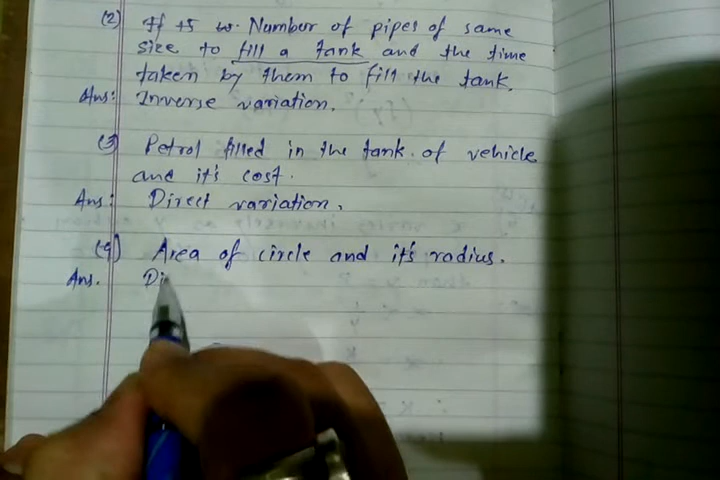 (2) If Number of pipes of same
size to fill a tank and the time
taken by them to fill the tank.
Ans: Inverse variation.
(3) Petrol filled in the tank of vehicle
and it's cost.
Ans: Direct variation.
(4) Area of circle and it's radius.
Ans. Di